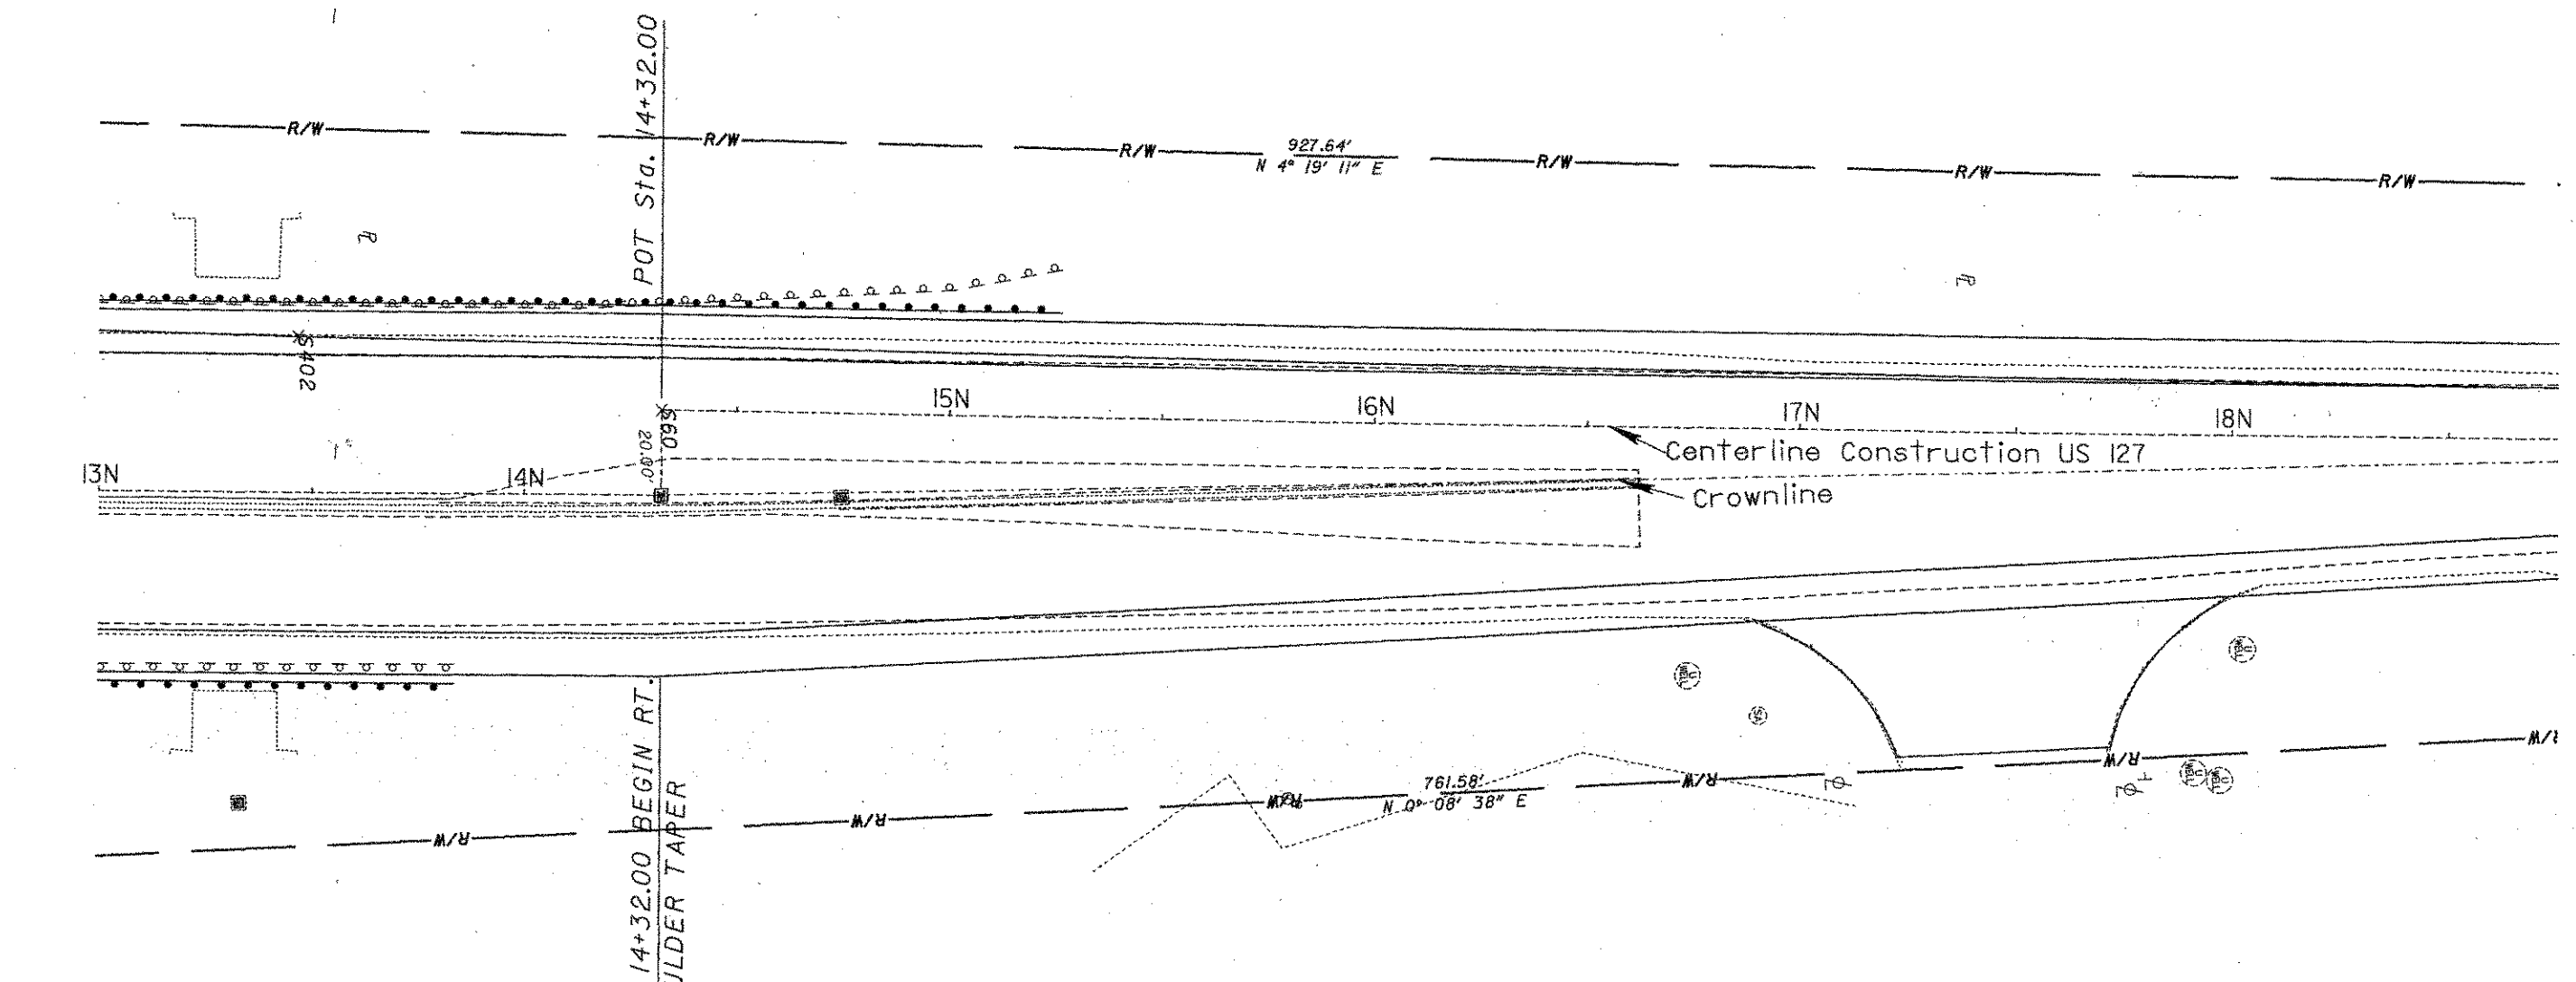 POT Sta. 14+32.00
R/W
R/W
R/W
927.64'
N 4° 19' 11" E
R/W
R/W
R/W
S402
S60
20.00'
13N
14N
15N
16N
17N
18N
Centerline Construction US 127
Crownline
14+32.00 BEGIN RT.
ULDER TAPER
R/W
R/W
R/W
761.58'
N 0° 08' 38" E
R/W
R/W
R/W